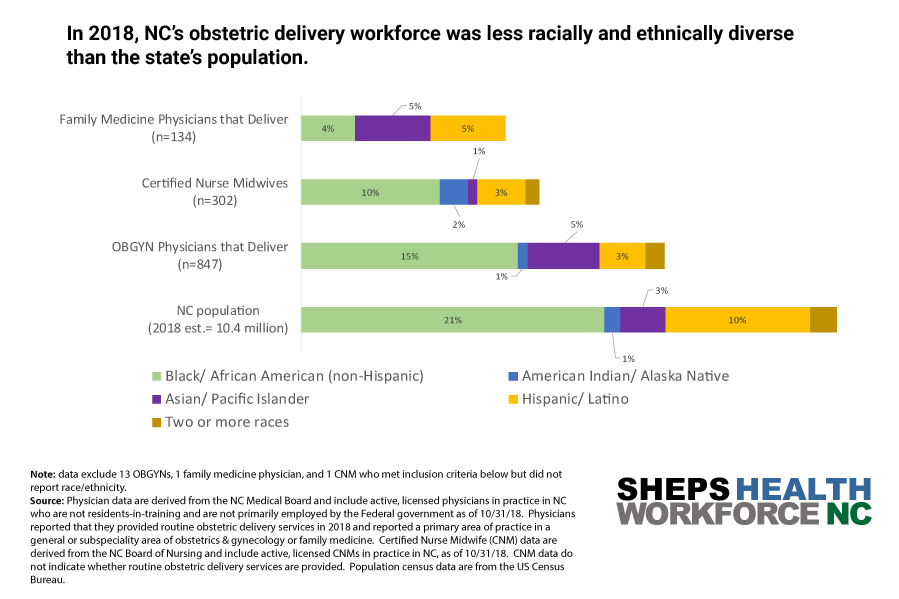 In 2018, NC's obstetric delivery workforce was less racially and ethnically diverse
than the state's population.
5%
Family Medicine Physicians that Deliver
(n=134)
4%
5%
1%
Certified Nurse Midwives
(n=302)
10%
3%
2%
5%
OBGYN Physicians that Deliver
(n=847)
15%
3%
1%
3%
NC population
(2018 est.= 10.4 million)
21%
10%
1%
Black/ African American (non-Hispanic)
American Indian/ Alaska Native
Asian/ Pacific Islander
Hispanic/ Latino
Two or more races
Note: data exclude 13 OBGYNs, 1 family medicine physician, and 1 CNM who met inclusion criteria below but did not
report race/ethnicity.
Source: Physician data are derived from the NC Medical Board and include active, licensed physicians in practice in NC
who are not residents-in-training and are not primarily employed by the Federal government as of 10/31/18. Physicians
reported that they provided routine obstetric delivery services in 2018 and reported a primary area of practice in a
general or subspeciality area of obstetrics & gynecology or family medicine. Certified Nurse Midwife (CNM) data are
derived from the NC Board of Nursing and include active, licensed CNMs in practice in NC, as of 10/31/18. CNM data do
not indicate whether routine obstetric delivery services are provided. Population census data are from the US Census
Bureau.
SHEPS HEALTH
WORKFORCE NC